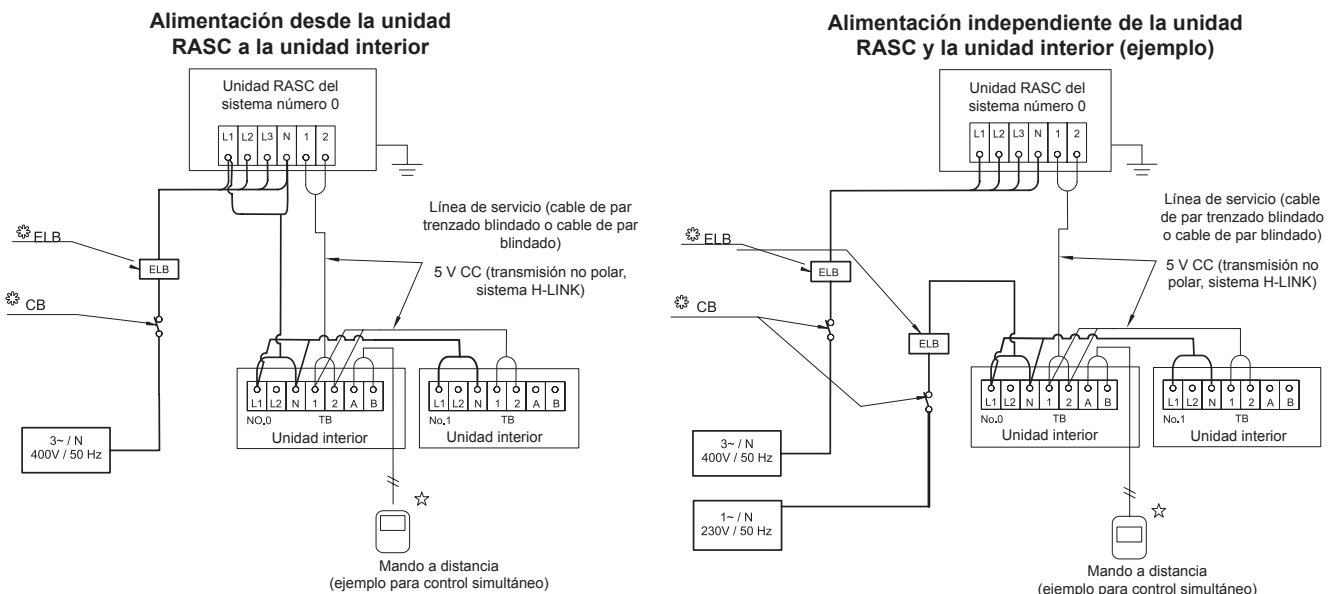 Alimentación desde la unidad
RASC a la unidad interior
Unidad RASC del
sistema número 0
L1 L2 L3 N 1 2
Línea de servicio (cable de par
trenzado blindado o cable de par
blindado)
ELB
ELB
5 V CC (transmisión no polar,
sistema H-LINK)
CB
L1 L2 N 1 2 A B
NO.0 TB
Unidad interior
L1 L2 N 1 2 A B
No.1 TB
Unidad interior
3~ / N
400V / 50 Hz
Mando a distancia
(ejemplo para control simultáneo)
Alimentación independiente de la unidad
RASC y la unidad interior (ejemplo)
Unidad RASC del
sistema número 0
L1 L2 L3 N 1 2
Línea de servicio (cable
de par trenzado blindado
o cable de par blindado)
ELB
ELB
5 V CC (transmisión no
polar, sistema H-LINK)
CB
ELB
L1 L2 N 1 2 A B
No.0 TB
Unidad interior
L1 L2 N 1 2 A B
No.1 TB
Unidad interior
3~ / N
400V / 50 Hz
1~ / N
230V / 50 Hz
Mando a distancia
(ejemplo para control simultáneo)